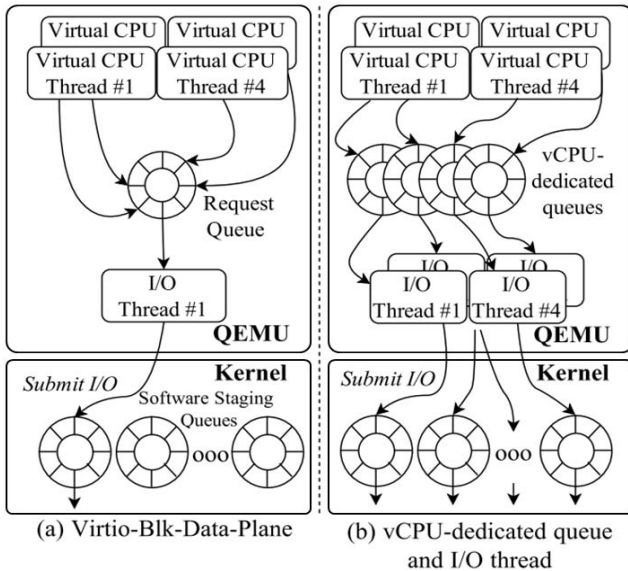 Virtual CPU Virtual CPU
Virtual CPU Thread #1
Virtual CPU Thread #4
Request
Queue
I/O
Thread #1
QEMU
Kernel
Submit I/O
Software Staging
Queues
ooo
(a) Virtio-Blk-Data-Plane
Virtual CPU Virtual CPU
Virtual CPU Thread #1
Virtual CPU Thread #4
vCPU-
dedicated
queues
I/O I/O
I/O
Thread #1
I/O
Thread #4
QEMU
Kernel
Submit I/O
ooo
(b) vCPU-dedicated queue
and I/O thread